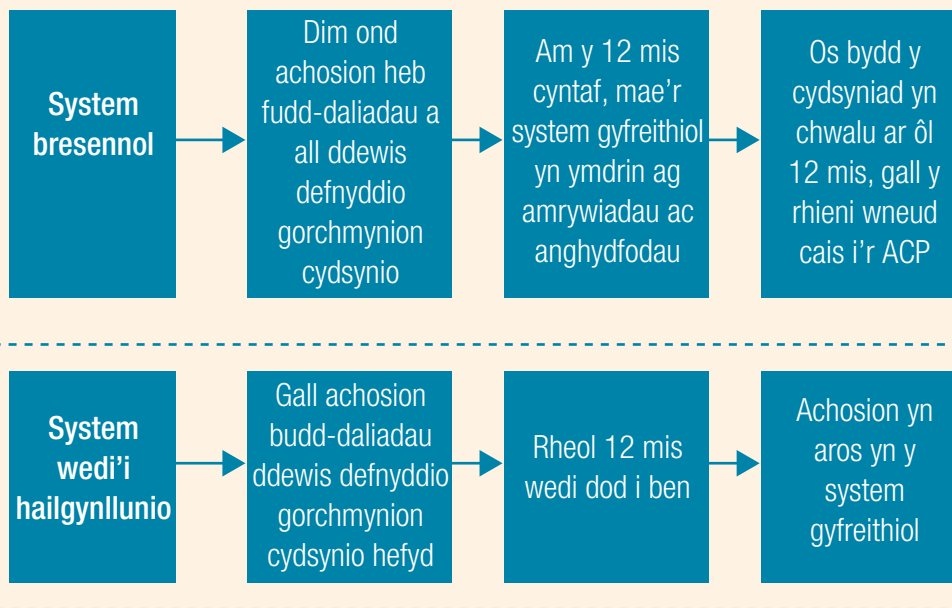 System
bresennol
Dim ond
achosion heb
fudd-daliadau a
all ddewis
defnyddio
gorchmynion
cydsynio
Am y 12 mis
cyntaf, mae’r
system gyfreithiol
yn ymdrin ag
amrywiadau ac
anghydfodau
Os bydd y
cydsyniad yn
chwalu ar ôl
12 mis, gall y
rhieni wneud
cais i’r ACP
System
wedi’i
hailgynllunio
Gall achosion
budd-daliadau
ddewis defnyddio
gorchmynion
cydsynio hefyd
Rheol 12 mis
wedi dod i ben
Achosion yn
aros yn y
system
gyfreithiol